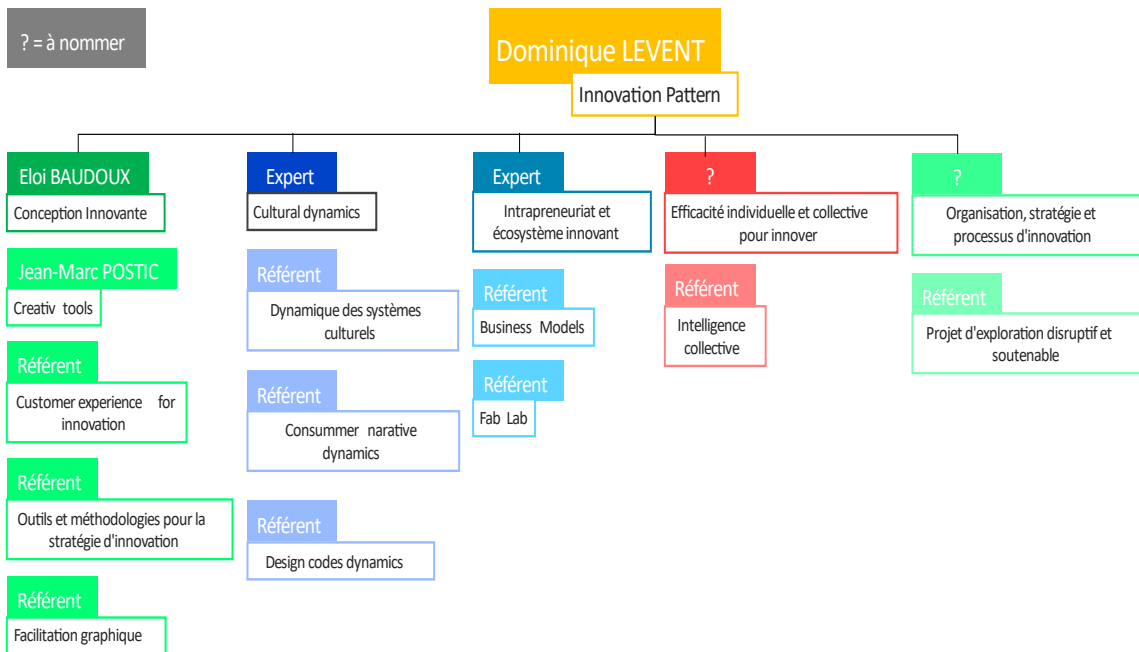 ? = à nommer
Dominique LEVENT
Innovation Pattern
Eloi BAUDOUX
Conception Innovante
Jean-Marc POSTIC
Creativ tools
Référent
Customer experience for
innovation
Référent
Outils et méthodologies pour la
stratégie d'innovation
Référent
Facilitation graphique
Expert
Cultural dynamics
Référent
Dynamique des systèmes
culturels
Référent
Consummer narative
dynamics
Référent
Design codes dynamics
Expert
Intrapreneuriat et
écosystème innovant
Référent
Business Models
Référent
Fab Lab
?
Efficacité individuelle et collective
pour innover
Référent
Intelligence
collective
?
Organisation, stratégie et
processus d'innovation
Référent
Projet d'exploration disruptif et
soutenable